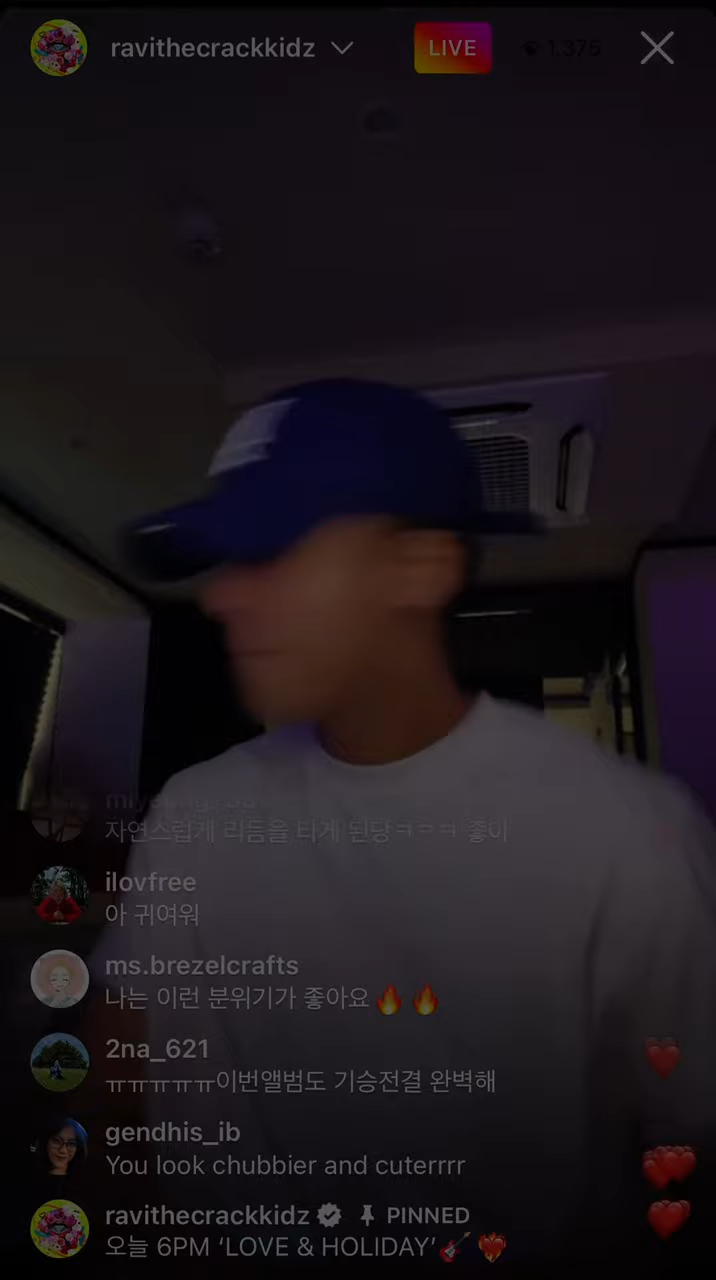 ravithecrackkidz
LIVE
1,375
자연스럽게 리듬을 타게 된당ㅋㅋㅋ 좋이
ilovfree
아 귀여워
ms.brezelcrafts
나는 이런 분위기가 좋아요🔥🔥
2na_621
ㅠㅠㅠㅠㅠ이번앨범도 기승전결 완벽해
gendhis_ib
You look chubbier and cuterrrr
ravithecrackkidz PINNED
오늘 6PM ‘LOVE & HOLIDAY’🎸❤️‍🔥